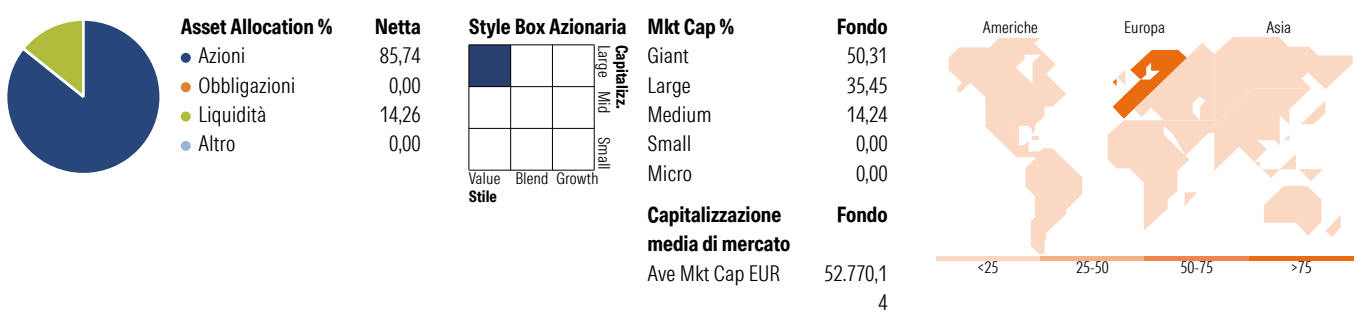 Asset Allocation % Netta
Azioni 85,74
Obbligazioni 0,00
Liquidità 14,26
Altro 0,00
Style Box Azionaria
Capitalizz.
Large Mid Small
Value Blend Growth
Stile
Mkt Cap % Fondo
Giant 50,31
Large 35,45
Medium 14,24
Small 0,00
Micro 0,00
Capitalizzazione Fondo
media di mercato
Ave Mkt Cap EUR 52.770,1
4
Americhe Europa Asia
<25 25-50 50-75 >75